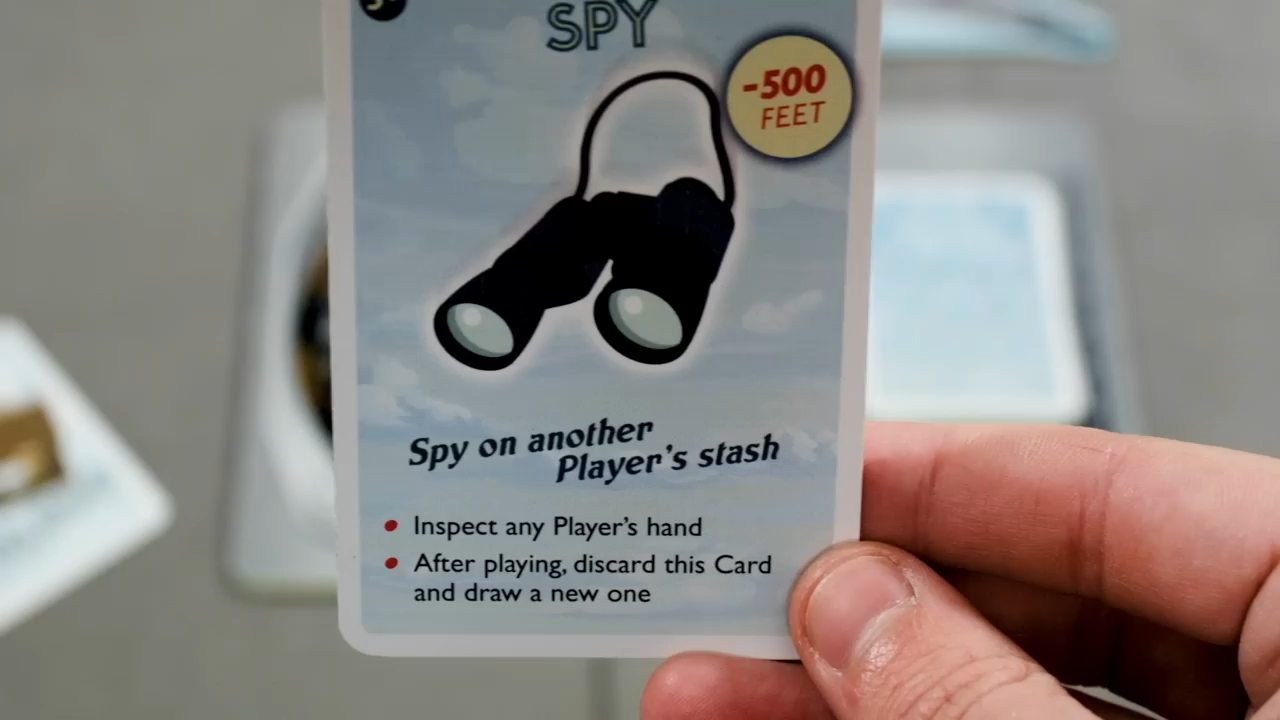 SPY
-500
FEET
Spy on another
Player's stash
• Inspect any Player's hand
• After playing, discard this Card
and draw a new one